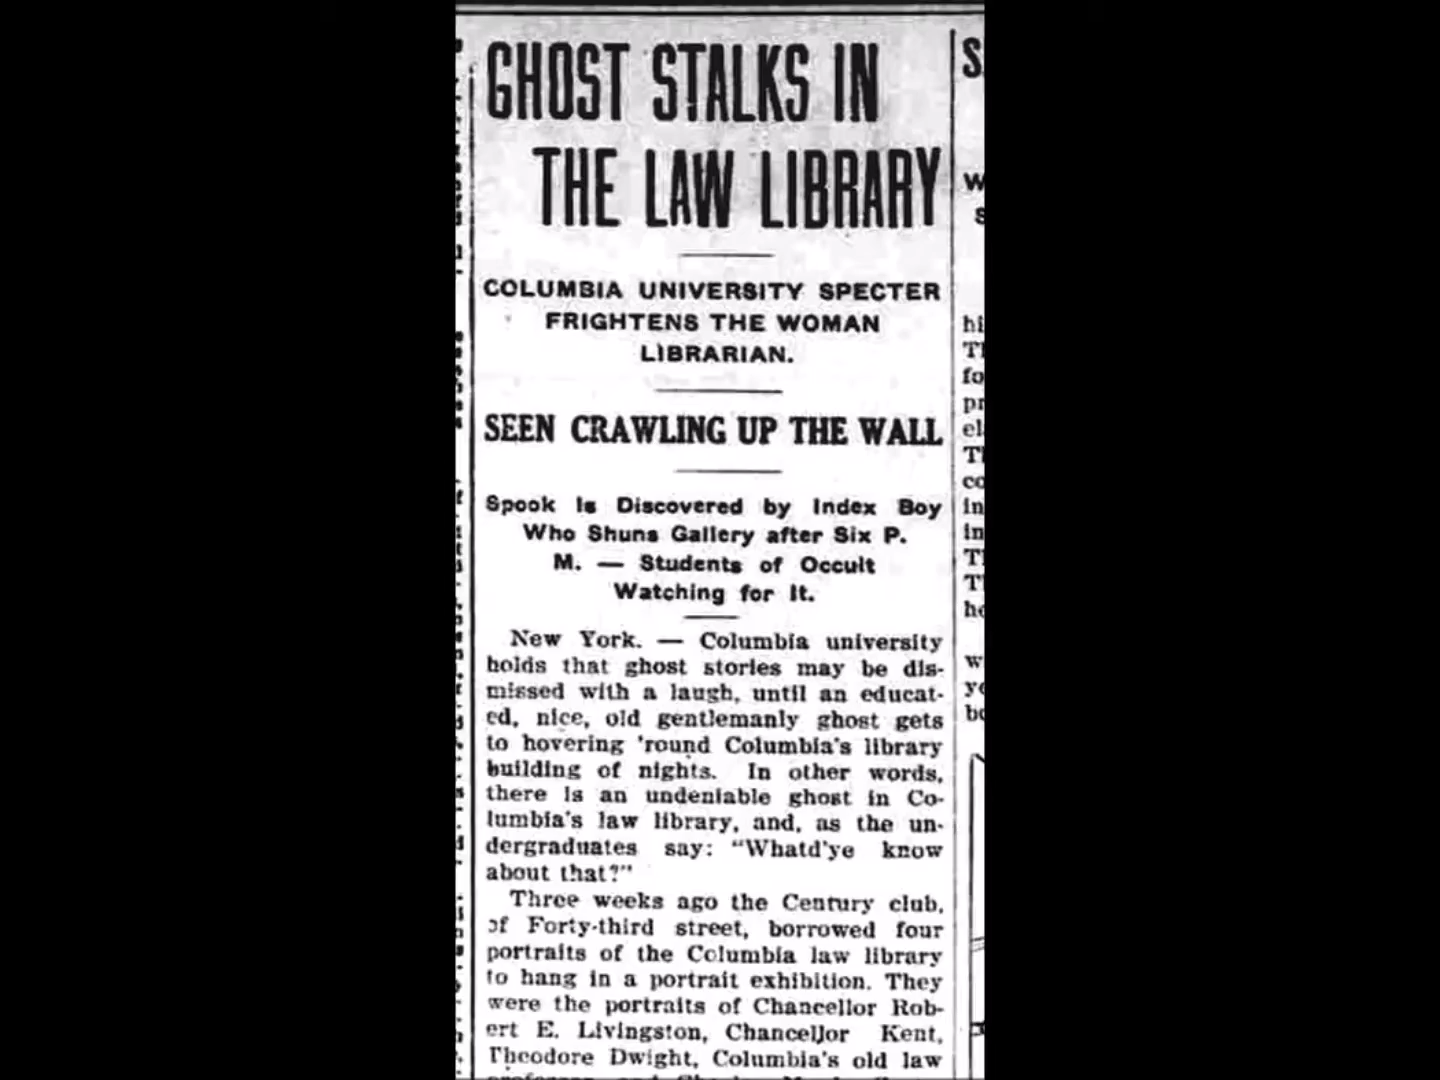 GHOST STALKS IN
THE LAW LIBRARY
COLUMBIA UNIVERSITY SPECTER
FRIGHTENS THE WOMAN
LIBRARIAN.
SEEN CRAWLING UP THE WALL
Spook Is Discovered by Index Boy
Who Shuns Gallery after Six P.
M. — Students of Occult
Watching for It.
New York. — Columbia university
holds that ghost stories may be dis-
missed with a laugh, until an educat-
ed, nice, old gentlemanly ghost gets
to hovering 'round Columbia's library
building of nights. In other words,
there is an undeniable ghost in Co-
lumbia's law library, and, as the un-
dergraduates say: "Whatd'ye know
about that?"
Three weeks ago the Century club,
of Forty-third street, borrowed four
portraits of the Columbia law library
to hang in a portrait exhibition. They
were the portraits of Chancellor Rob-
ert E. Livingston, Chancellor Kent,
Theodore Dwight, Columbia's old law